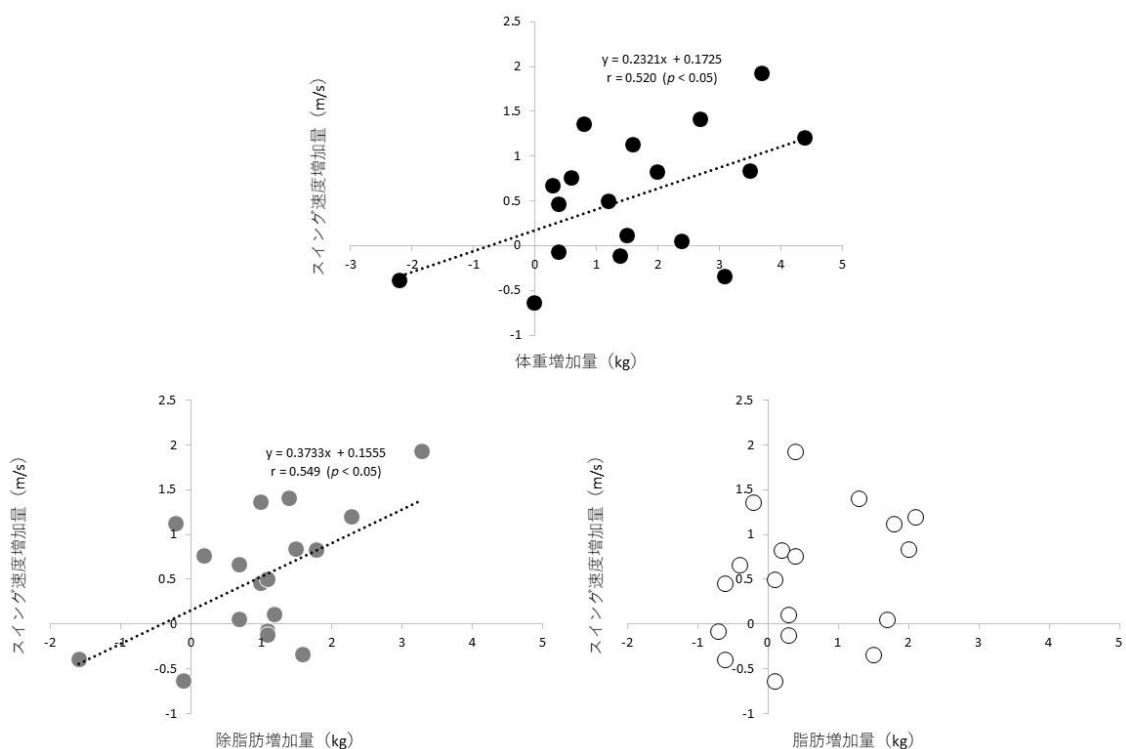 2.5
y = 0.2321x + 0.1725
r = 0.520 (p < 0.05)
2
1.5
1
0.5
0
-3 -2 -1 0 1 2 3 4 5
-0.5
-1
スイング速度増加量（m/s）
体重増加量（kg）
2.5
y = 0.3733x + 0.1555
r = 0.549 (p < 0.05)
2
1.5
1
0.5
0
-2 -1 0 1 2 3 4 5
-0.5
-1
スイング速度増加量（m/s）
除脂肪増加量（kg）
2.5
2
1.5
1
0.5
0
-2 -1 0 1 2 3 4 5
-0.5
-1
スイング速度増加量（m/s）
脂肪増加量（kg）